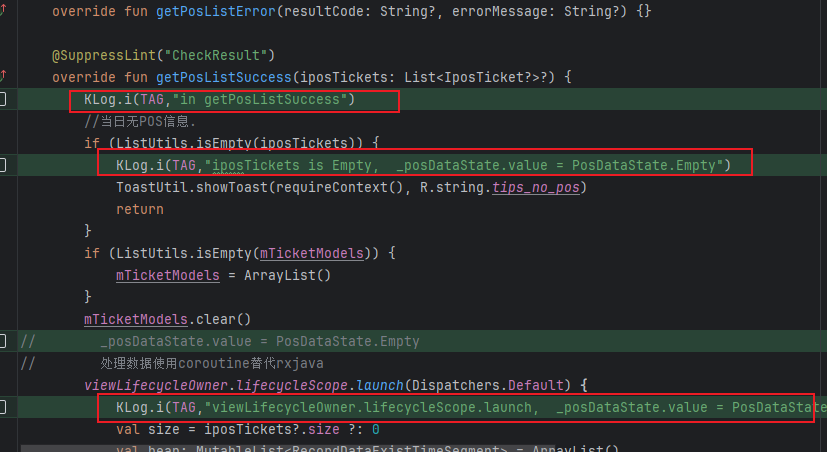 override fun getPosListError(resultCode: String?, errorMessage: String?) {}
@SuppressLint("CheckResult")
override fun getPosListSuccess(iposTickets: List<IposTicket?>?) {
KLog.i(TAG,"in getPosListSuccess")
//当日无POS信息.
if (ListUtils.isEmpty(iposTickets)) {
KLog.i(TAG,"iposTickets is Empty,  _posDataState.value = PosDataState.Empty")
ToastUtil.showToast(requireContext(), R.string.tips_no_pos)
return
}
if (ListUtils.isEmpty(mTicketModels)) {
mTicketModels = ArrayList()
}
mTicketModels.clear()
//        _posDataState.value = PosDataState.Empty
//        处理数据使用coroutine替代rxjava
viewLifecycleOwner.lifecycleScope.launch(Dispatchers.Default) {
KLog.i(TAG,"viewLifecycleOwner.lifecycleScope.launch,  _posDataState.value = PosDataState
val size = iposTickets?.size ?: 0
val bean: MutableList<RecordDataExistTimeSegment> = ArrayList()